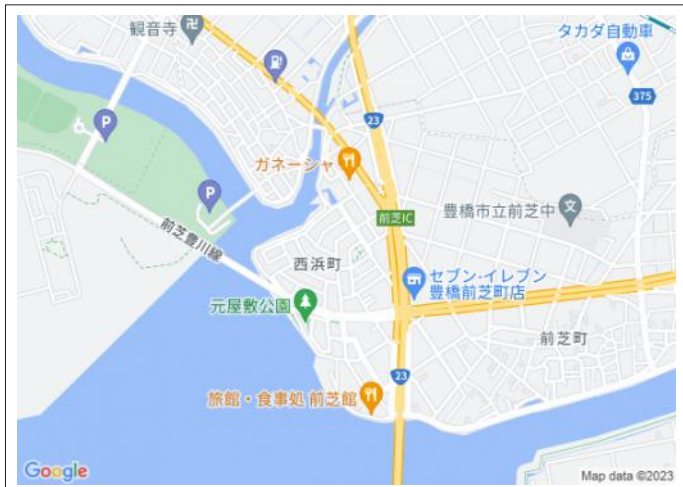 観音寺
卍
タカダ自動車
375
23
P
ガネーシャ
前芝IC
豊橋市立前芝中
文
P
前芝豊川線
西浜町
セブン-イレブン
豊橋前芝町店
元屋敷公園
前芝町
23
旅館・食事処 前芝館
Google
Map data ©2023